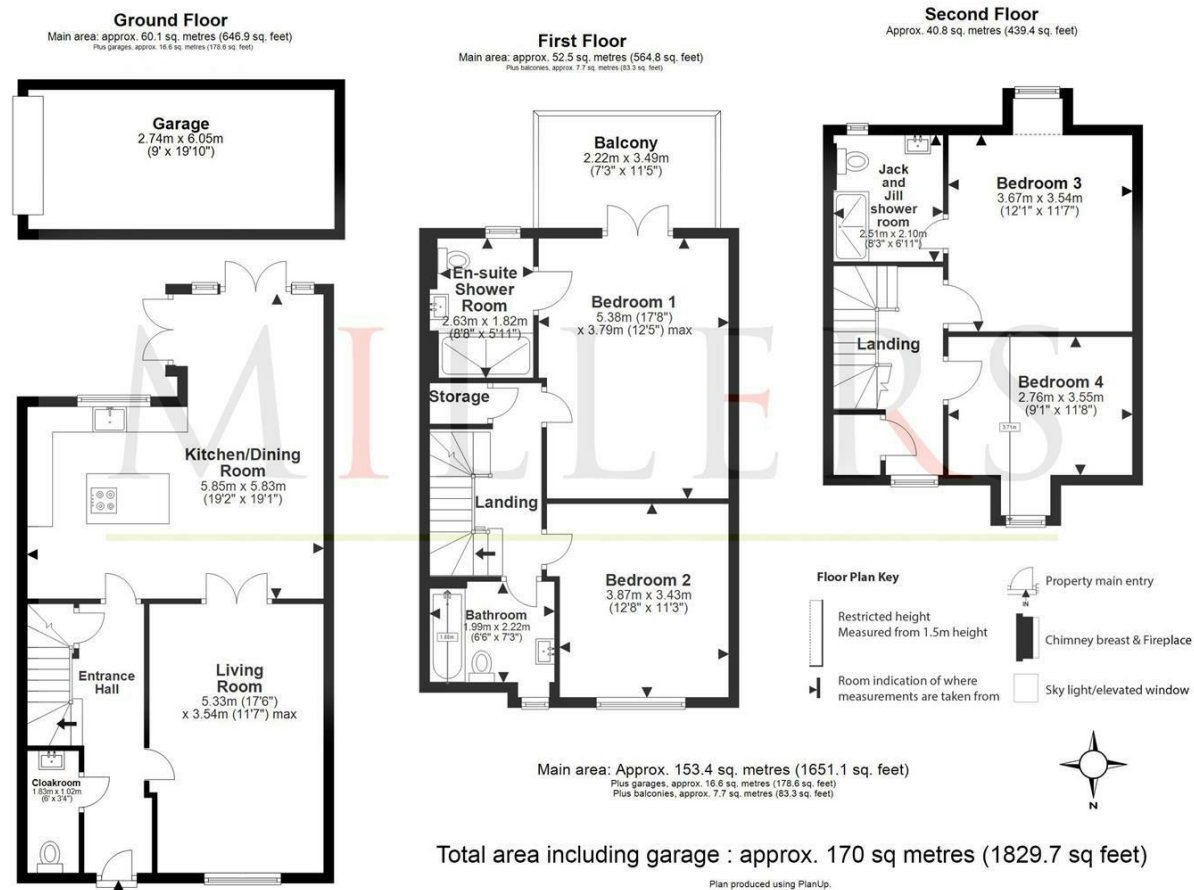 Ground Floor
Main area: approx. 60.1 sq. metres (646.9 sq. feet)
Plus garages, approx. 16.6 sq. metres (178.6 sq. feet)
Garage
2.74m x 6.05m
(9' x 19'10")
Kitchen/Dining
Room
5.85m x 5.83m
(19'2" x 19'1")
Entrance
Hall
Living
Room
5.33m (17'6")
x 3.54m (11'7") max
Cloakroom
1.83m x 1.02m
(6' x 3'4")
First Floor
Main area: approx. 52.5 sq. metres (564.8 sq. feet)
Plus balconies, approx. 7.7 sq. metres (83.3 sq. feet)
Balcony
2.22m x 3.49m
(7'3" x 11'5")
En-suite
Shower
Room
2.63m x 1.82m
(8'8" x 5'11")
Bedroom 1
5.38m (17'8")
x 3.79m (12'5") max
Storage
Landing
Bedroom 2
3.87m x 3.43m
(12'8" x 11'3")
Bathroom
1.99m x 2.22m
(6'6" x 7'3")
Second Floor
Approx. 40.8 sq. metres (439.4 sq. feet)
Jack
and
Jill
shower
room
2.51m x 2.10m
(8'3" x 6'11")
Bedroom 3
3.67m x 3.54m
(12'1" x 11'7")
Landing
Bedroom 4
2.76m x 3.55m
(9'1" x 11'8")
3.71m
MILLERS
Floor Plan Key
Restricted height
Measured from 1.5m height
Room indication of where
measurements are taken from
Property main entry
IN
Chimney breast & Fireplace
Sky light/elevated window
N
Main area: Approx. 153.4 sq. metres (1651.1 sq. feet)
Plus garages, approx. 16.6 sq. metres (178.6 sq. feet)
Plus balconies, approx. 7.7 sq. metres (83.3 sq. feet)
Total area including garage : approx. 170 sq metres (1829.7 sq feet)
Plan produced using PlanUp.